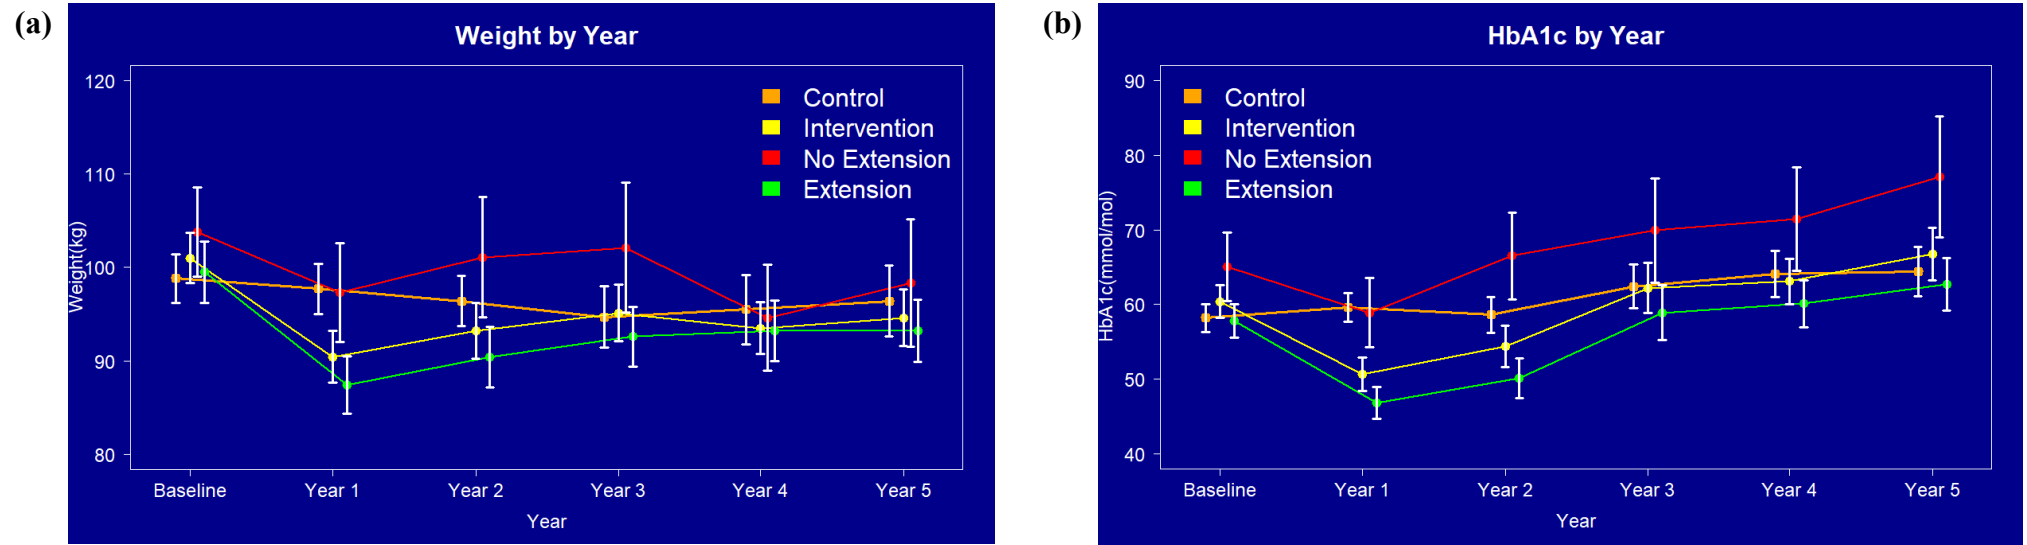 (a)
Weight by Year
120
110
100
90
80
Weight(kg)
Control
Intervention
No Extension
Extension
Baseline Year 1 Year 2 Year 3 Year 4 Year 5
Year
(b)
HbA1c by Year
90
80
70
60
50
40
HbA1c(mmol/mol)
Control
Intervention
No Extension
Extension
Baseline Year 1 Year 2 Year 3 Year 4 Year 5
Year